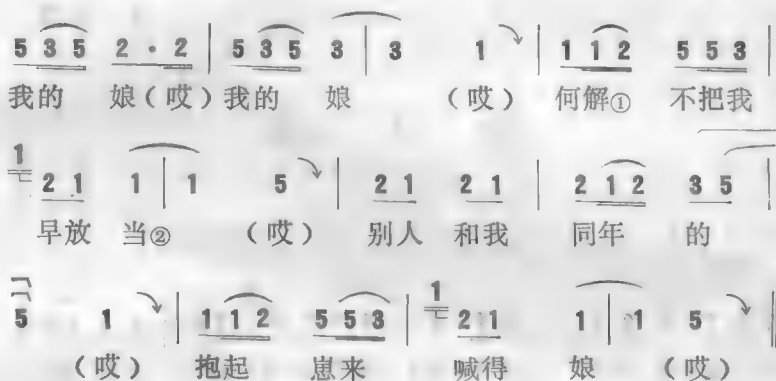 5 3 5 2 · 2 | 5 3 5 3 | 3 1 | 1 1 2 5 5 3 |
我的 娘(哎)我的 娘 (哎) 何解① 不把我
1 2 1 1 | 1 5 | 2 1 2 1 | 2 1 2 3 5 |
早放 当② (哎) 别人 和我 同年 的
5 1 | 1 1 2 5 5 3 | 1 2 1 1 | 1 5 ‖
(哎) 抱起 崽来 喊得 娘 (哎)